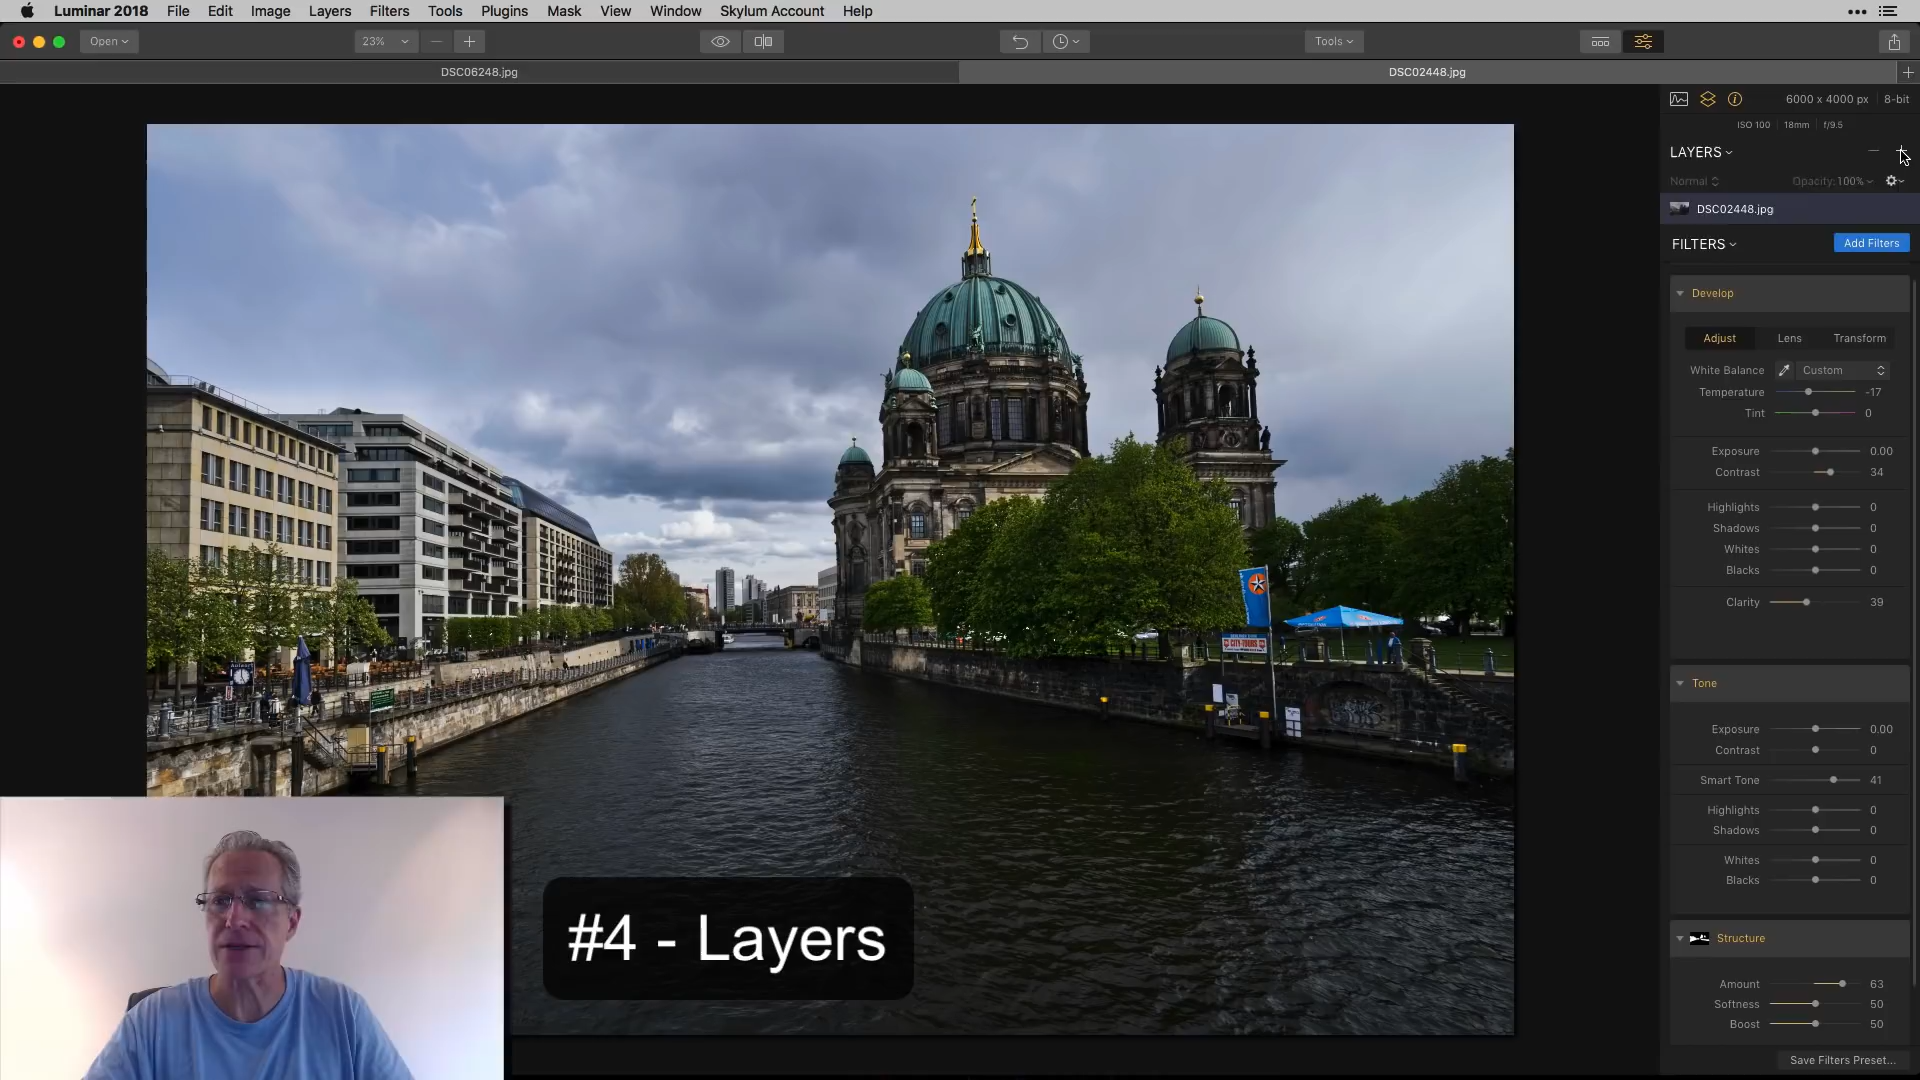 Luminar 2018 File Edit Image Layers Filters Tools Plugins Mask View Window Skylum Account Help
Open 23% Tools
DSC06248.jpg DSC02448.jpg
6000 x 4000 px 8-bit
ISO 100 18mm f/9.5
LAYERS
Normal Opacity: 100%
DSC02448.jpg
FILTERS Add Filters
Develop
Adjust Lens Transform
White Balance Custom
Temperature -17
Tint 0
Exposure 0.00
Contrast 34
Highlights 0
Shadows 0
Whites 0
Blacks 0
Clarity 39
Tone
Exposure 0.00
Contrast 0
Smart Tone 41
Highlights 0
Shadows 0
Whites 0
Blacks 0
Structure
Amount 63
Softness 50
Boost 50
Save Filters Preset...
CITY-TOURS
#4 - Layers